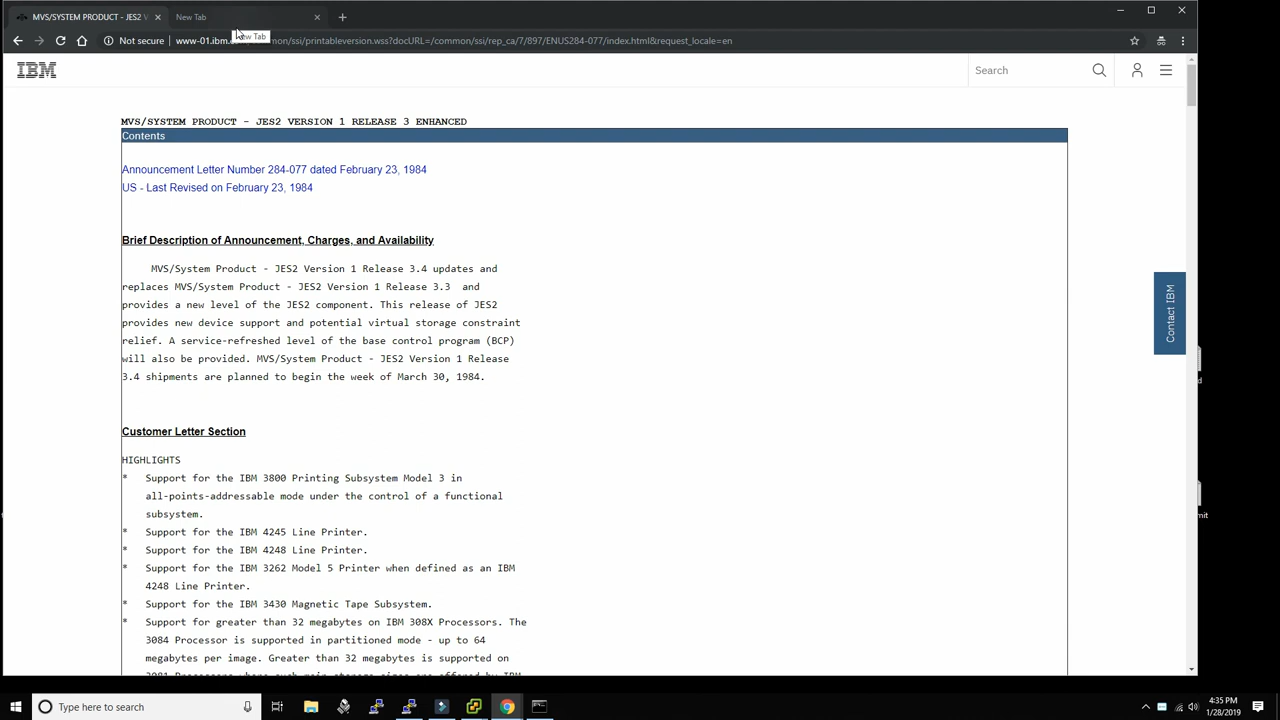 MVS/SYSTEM PRODUCT - JES2 V
New Tab
New Tab
Not secure
www-01.ibm.
mon/ssi/printableversion.wss?docURL=/common/ssi/rep_ca/7/897/ENUS284-077/index.html&request_locale=en
IBM
Search
MVS/SYSTEM PRODUCT - JES2 VERSION 1 RELEASE 3 ENHANCED
Contents
Announcement Letter Number 284-077 dated February 23, 1984
US - Last Revised on February 23, 1984
Brief Description of Announcement, Charges, and Availability
MVS/System Product - JES2 Version 1 Release 3.4 updates and
replaces MVS/System Product - JES2 Version 1 Release 3.3 and
provides a new level of the JES2 component. This release of JES2
provides new device support and potential virtual storage constraint
relief. A service-refreshed level of the base control program (BCP)
will also be provided. MVS/System Product - JES2 Version 1 Release
3.4 shipments are planned to begin the week of March 30, 1984.
Contact IBM
Customer Letter Section
HIGHLIGHTS
* Support for the IBM 3800 Printing Subsystem Model 3 in
all-points-addressable mode under the control of a functional
subsystem.
* Support for the IBM 4245 Line Printer.
* Support for the IBM 4248 Line Printer.
* Support for the IBM 3262 Model 5 Printer when defined as an IBM
4248 Line Printer.
* Support for the IBM 3430 Magnetic Tape Subsystem.
* Support for greater than 32 megabytes on IBM 308X Processors. The
3084 Processor is supported in partitioned mode - up to 64
megabytes per image. Greater than 32 megabytes is supported on
3081 Processors where such main storage sizes are offered by IBM
d
mit
Type here to search
4:35 PM
1/28/2019